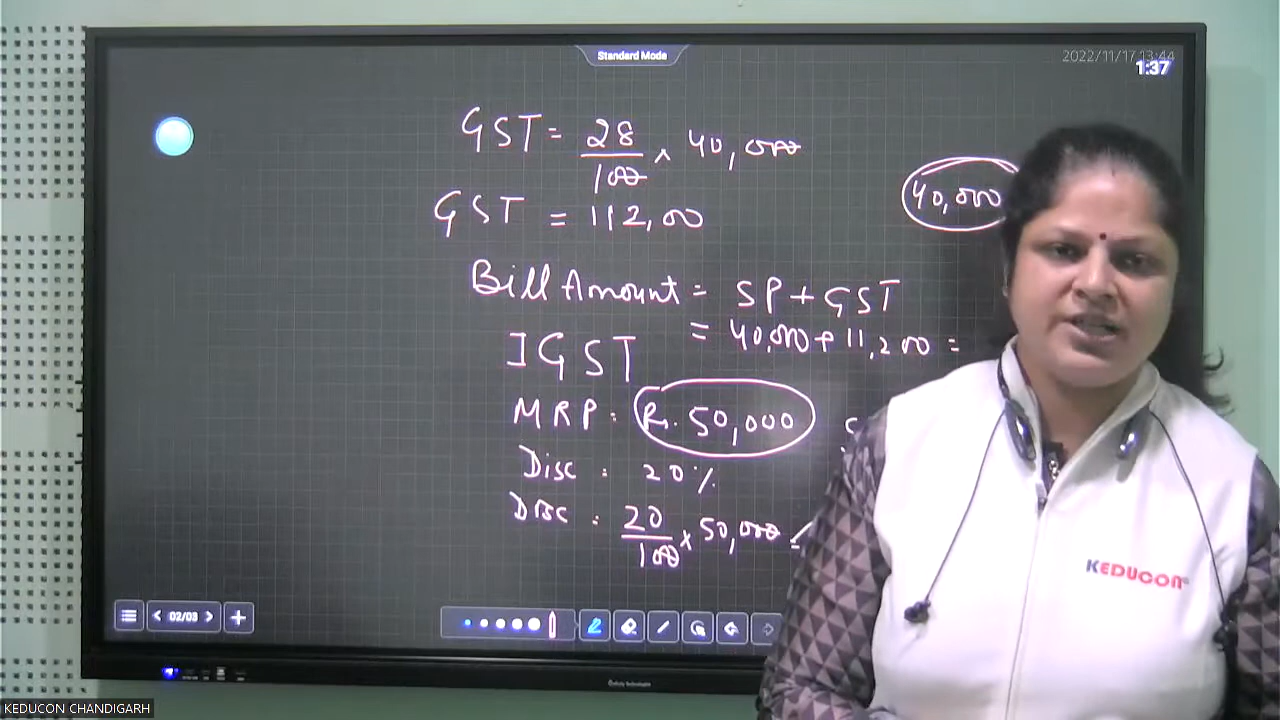 Standard Mode
2022/11/17 13:44
1:37
GST = 28/100 × 40,000
40,000
GST = 112,00
Bill Amount = SP + GST
= 40,000 + 11,200 =
IGST
MRP : Rs. 50,000
Disc : 20%
Disc : 20/100 × 50,000 =
KEDUCON
02/03
KEDUCON CHANDIGARH